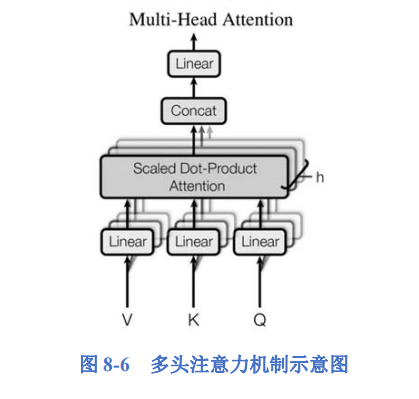 Multi-Head Attention
Linear
Concat
Scaled Dot-Product
Attention
h
Linear Linear Linear
V K Q
图 8-6 多头注意力机制示意图